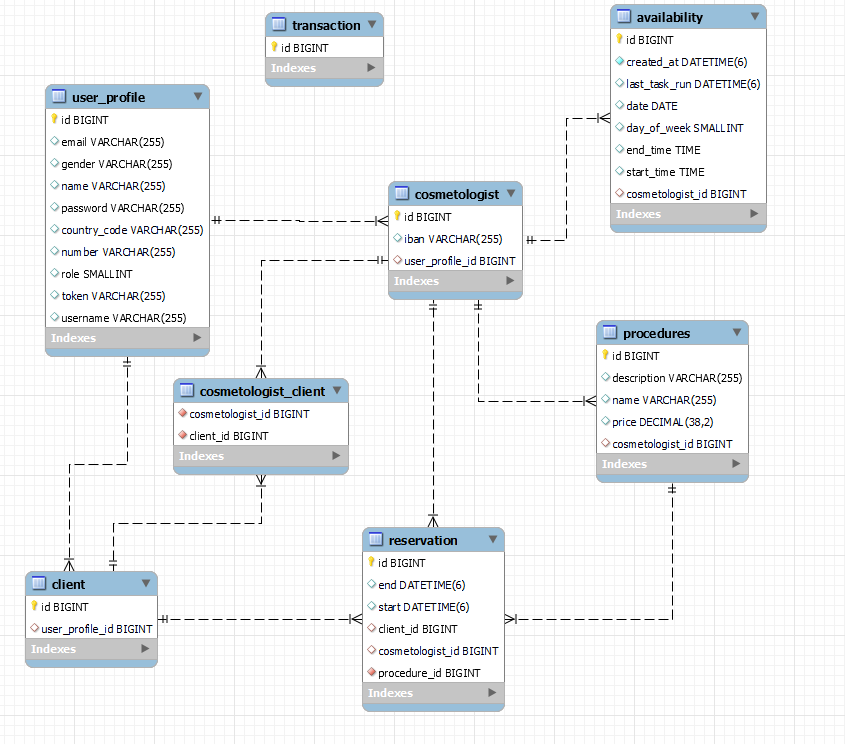 transaction
id BIGINT
Indexes
availability
id BIGINT
created_at DATETIME(6)
last_task_run DATETIME(6)
date DATE
day_of_week SMALLINT
end_time TIME
start_time TIME
cosmetologist_id BIGINT
Indexes
user_profile
id BIGINT
email VARCHAR(255)
gender VARCHAR(255)
name VARCHAR(255)
password VARCHAR(255)
country_code VARCHAR(255)
number VARCHAR(255)
role SMALLINT
token VARCHAR(255)
username VARCHAR(255)
Indexes
cosmetologist
id BIGINT
iban VARCHAR(255)
user_profile_id BIGINT
Indexes
procedures
id BIGINT
description VARCHAR(255)
name VARCHAR(255)
price DECIMAL(38,2)
cosmetologist_id BIGINT
Indexes
cosmetologist_client
cosmetologist_id BIGINT
client_id BIGINT
Indexes
client
id BIGINT
user_profile_id BIGINT
Indexes
reservation
id BIGINT
end DATETIME(6)
start DATETIME(6)
client_id BIGINT
cosmetologist_id BIGINT
procedure_id BIGINT
Indexes